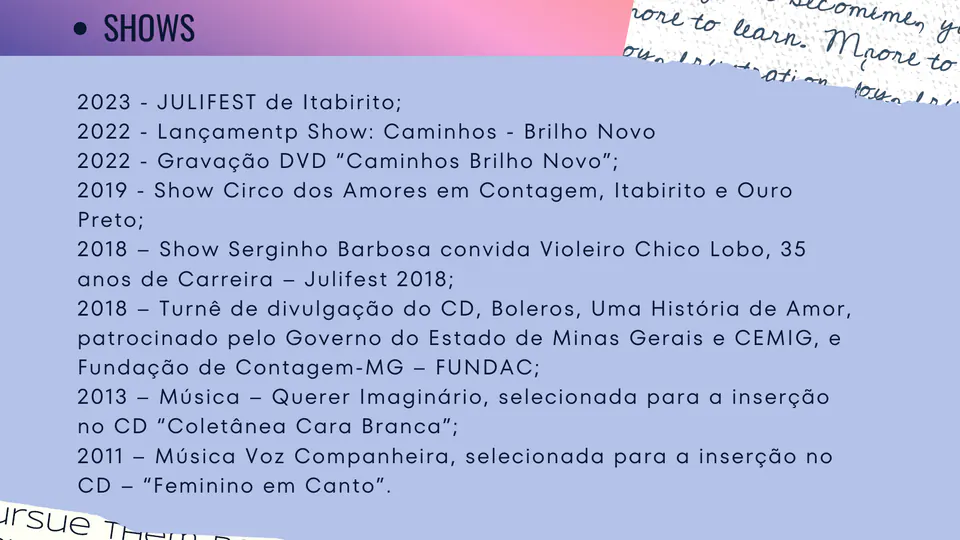 • SHOWS
more to learn. M
more to
2023 - JULIFEST de Itabirito;
2022 - Lançamentp Show: Caminhos - Brilho Novo
2022 - Gravação DVD “Caminhos Brilho Novo”;
2019 - Show Circo dos Amores em Contagem, Itabirito e Ouro
Preto;
2018 – Show Serginho Barbosa convida Violeiro Chico Lobo, 35
anos de Carreira – Julifest 2018;
2018 – Turnê de divulgação do CD, Boleros, Uma História de Amor,
patrocinado pelo Governo do Estado de Minas Gerais e CEMIG, e
Fundação de Contagem-MG – FUNDAC;
2013 – Música – Querer Imaginário, selecionada para a inserção
no CD “Coletânea Cara Branca”;
2011 – Música Voz Companheira, selecionada para a inserção no
CD – “Feminino em Canto”.
ursue THem